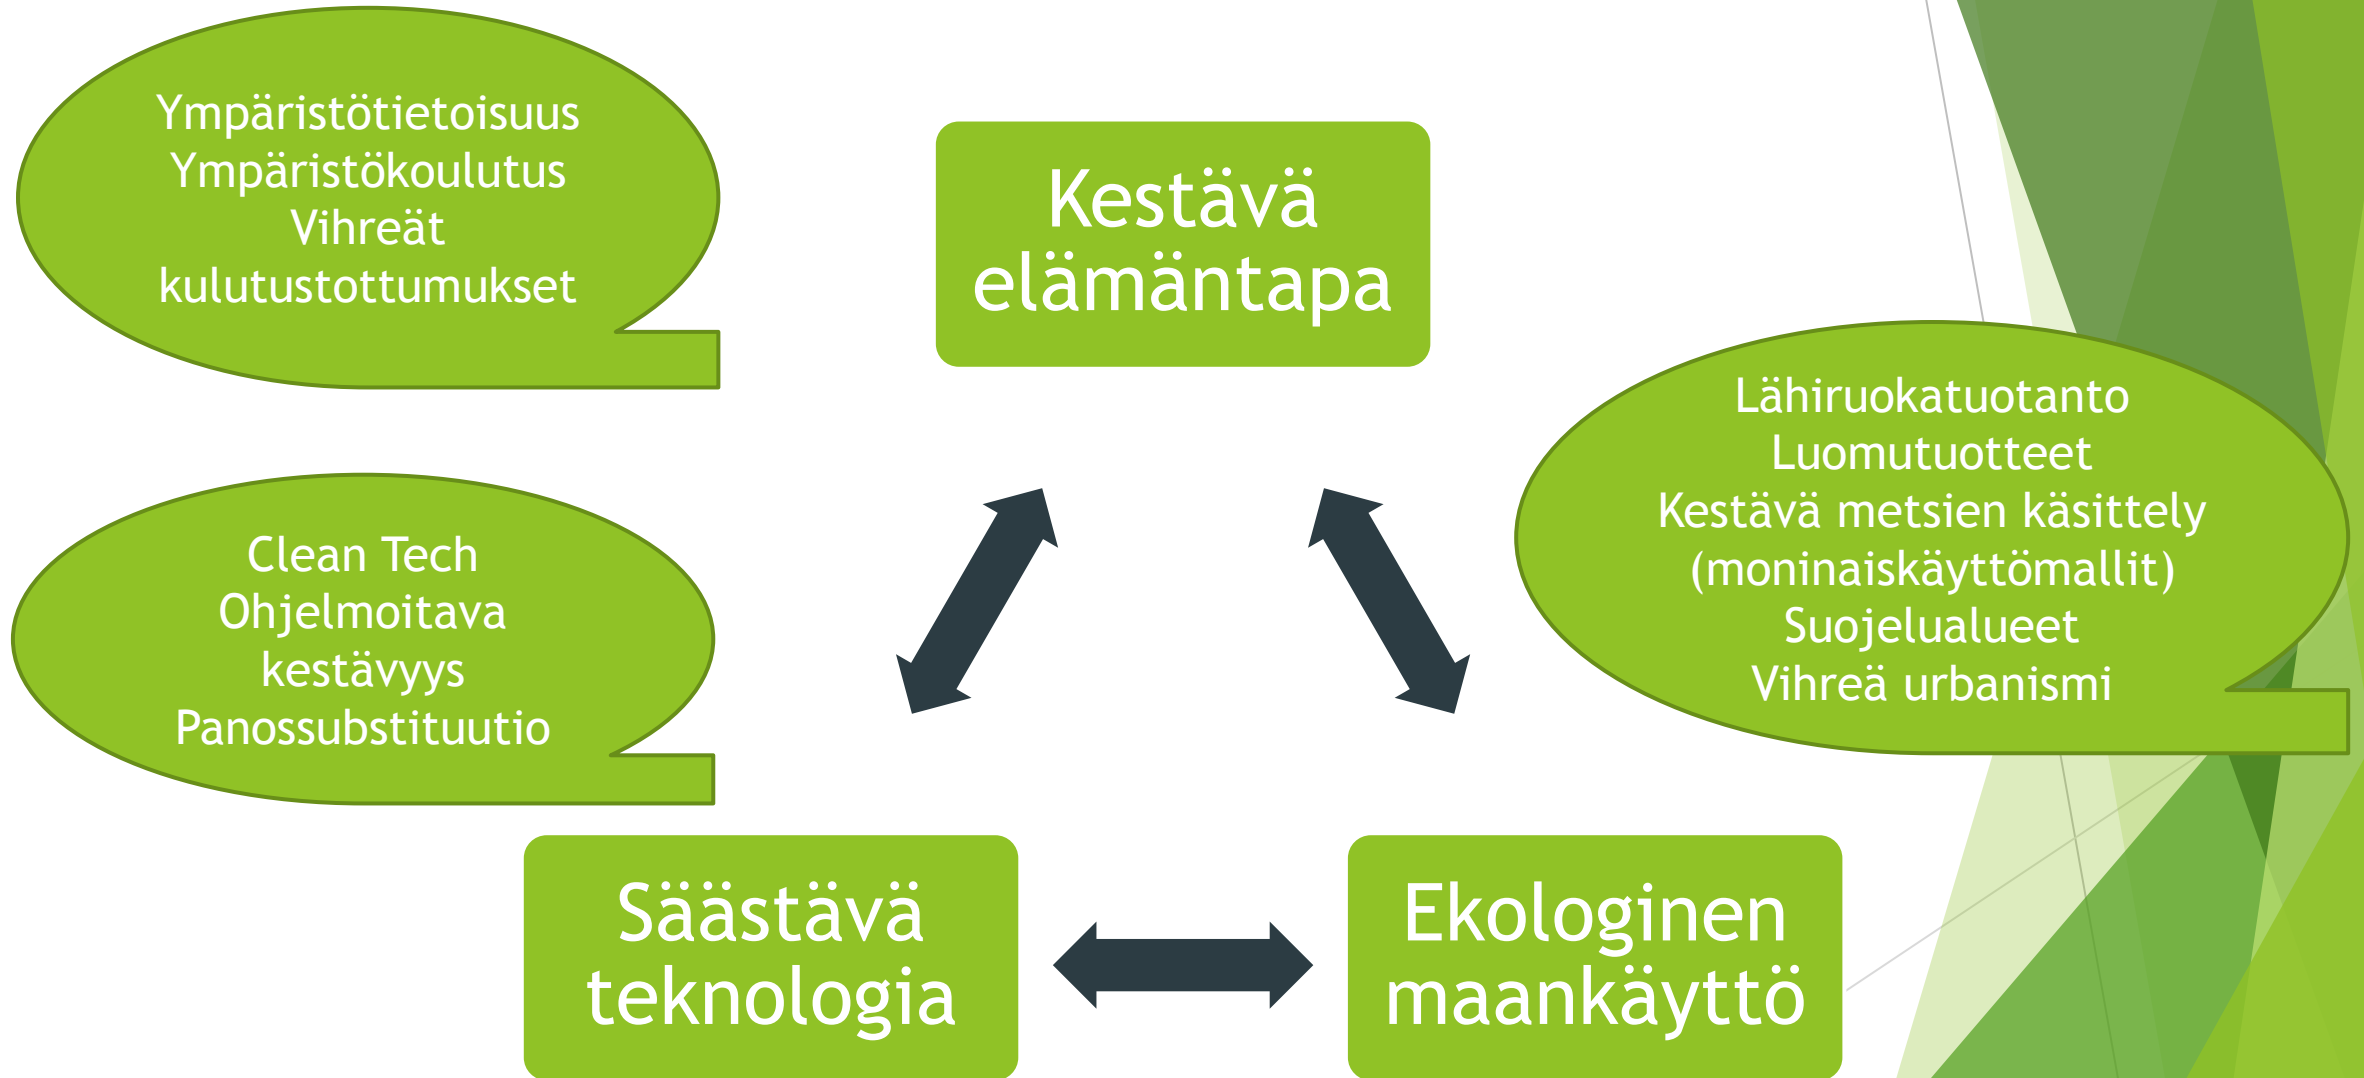 Ympäristötietoisuus
Ympäristökoulutus
Vihreät
kulutustottumukset
Kestävä
elämäntapa
Lähiruokatuotanto
Luomutuotteet
Kestävä metsien käsittely
(moninaiskäyttömallit)
Suojelualueet
Vihreä urbanismi
Clean Tech
Ohjelmoitava
kestävyys
Panossubstituutio
Säästävä
teknologia
Ekologinen
maankäyttö